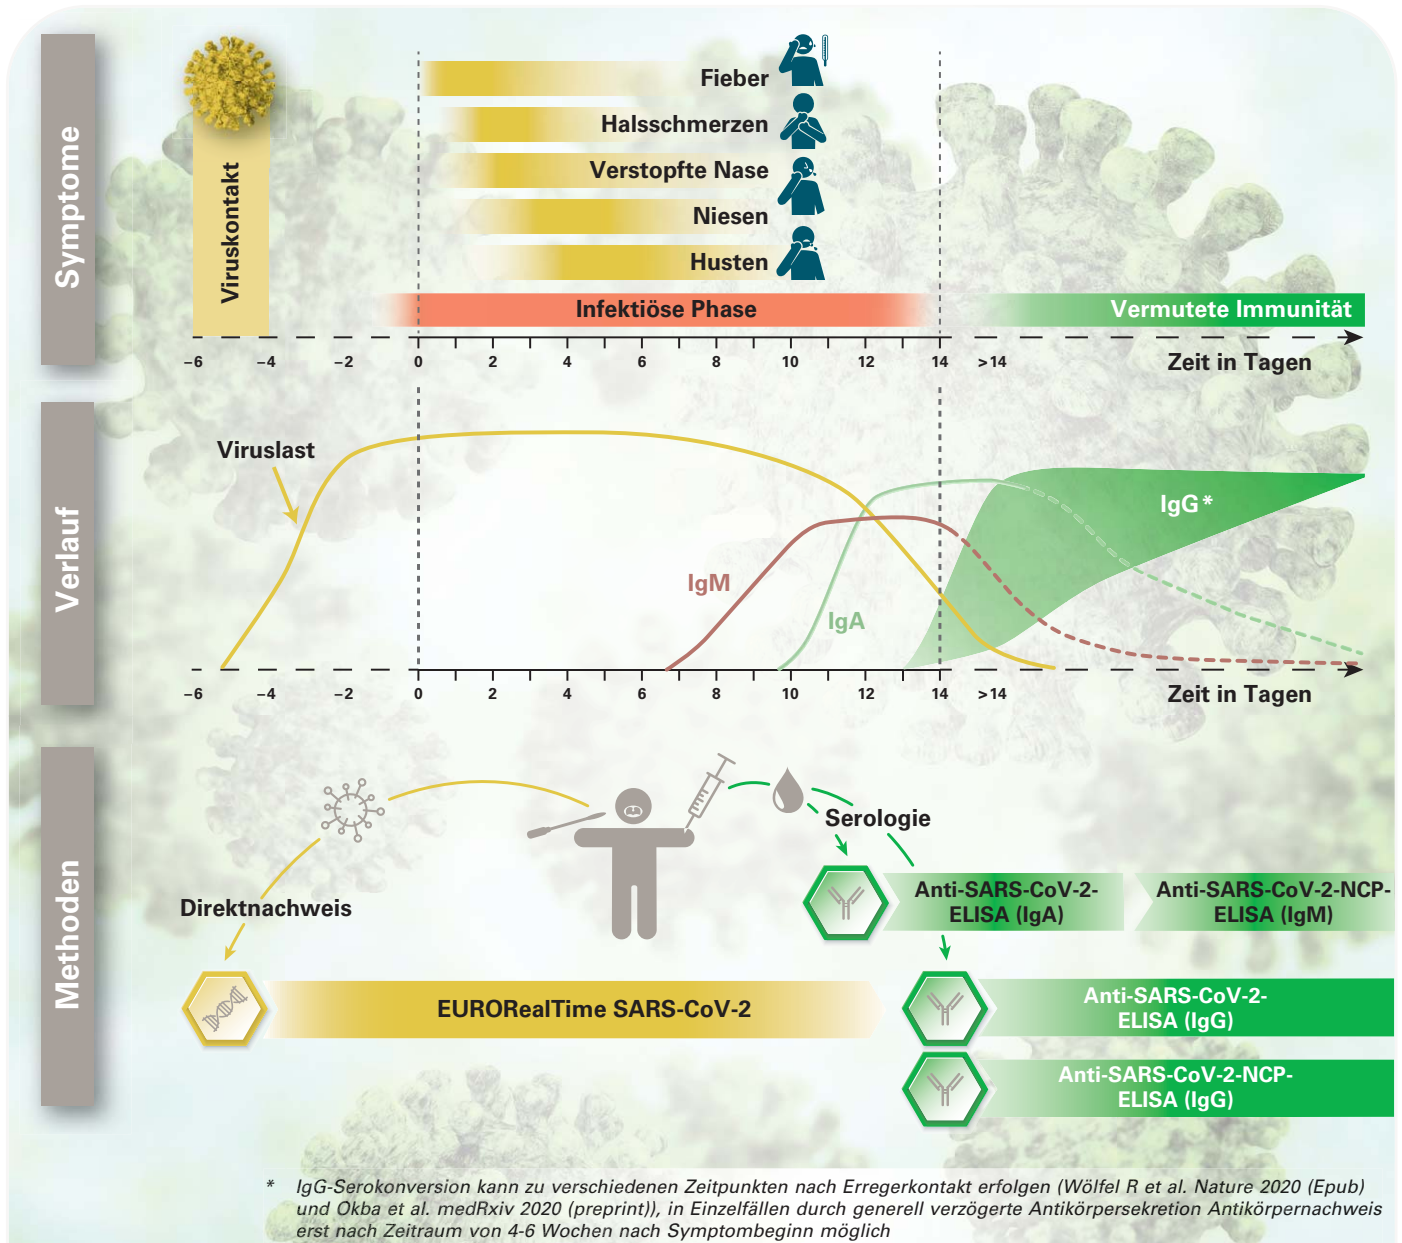 Symptome
Viruskontakt
Fieber
Halsschmerzen
Verstopfte Nase
Niesen
Husten
Infektiöse Phase
Vermutete Immunität
–6 –4 –2 0 2 4 6 8 10 12 14 >14
Zeit in Tagen
Verlauf
Viruslast
IgM
IgA
IgG*
–6 –4 –2 0 2 4 6 8 10 12 14 >14
Zeit in Tagen
Methoden
Direktnachweis
Serologie
Anti-SARS-CoV-2-
ELISA (IgA)
Anti-SARS-CoV-2-NCP-
ELISA (IgM)
EURORealTime SARS-CoV-2
Anti-SARS-CoV-2-
ELISA (IgG)
Anti-SARS-CoV-2-NCP-
ELISA (IgG)
* IgG-Serokonversion kann zu verschiedenen Zeitpunkten nach Erregerkontakt erfolgen (Wölfel R et al. Nature 2020 (Epub)
und Okba et al. medRxiv 2020 (preprint)), in Einzelfällen durch generell verzögerte Antikörpersekretion Antikörpernachweis
erst nach Zeitraum von 4-6 Wochen nach Symptombeginn möglich